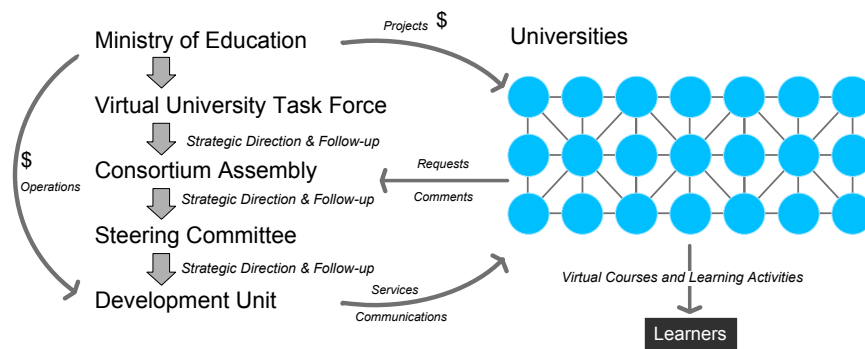 Projects $
Ministry of Education
Universities
Virtual University Task Force
Strategic Direction & Follow-up
$
Operations
Consortium Assembly
Requests
Comments
Strategic Direction & Follow-up
Steering Committee
Strategic Direction & Follow-up
Virtual Courses and Learning Activities
Development Unit
Services
Communications
Learners